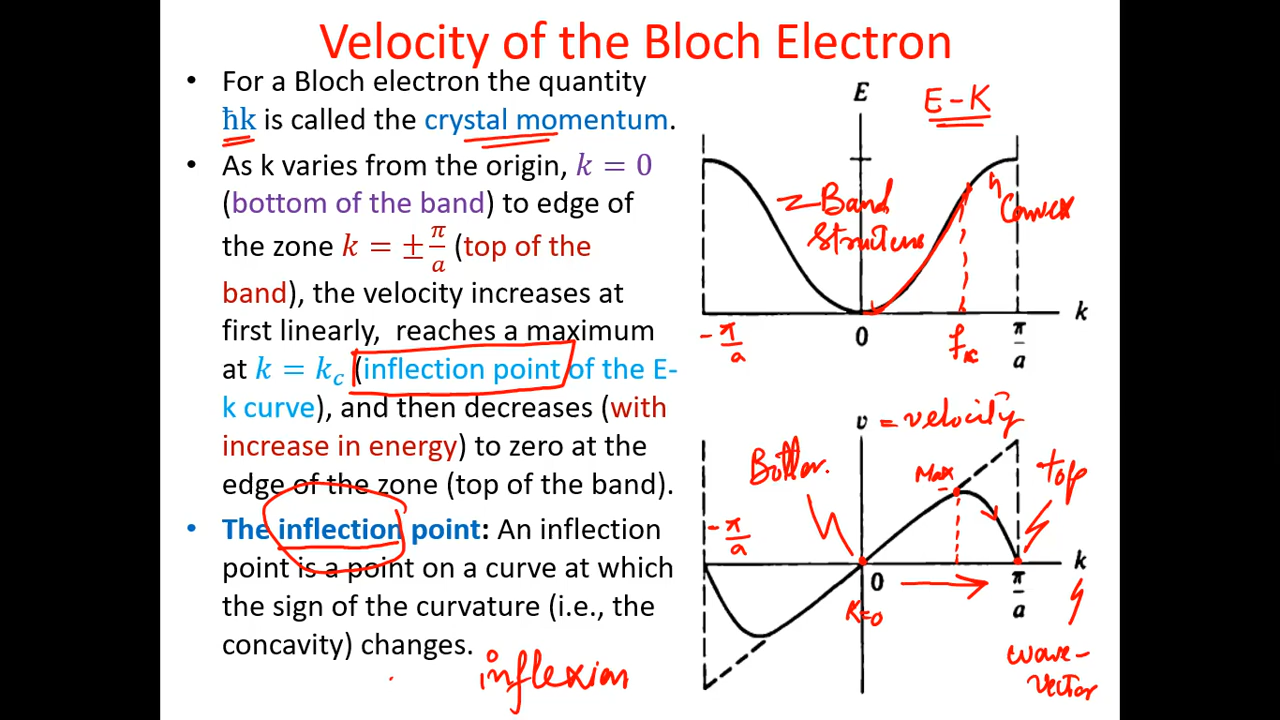 Velocity of the Bloch Electron
• For a Bloch electron the quantity
ħk is called the crystal momentum.
• As k varies from the origin, k = 0
(bottom of the band) to edge of
the zone k = ± π/a (top of the
band), the velocity increases at
first linearly, reaches a maximum
at k = k_c (inflection point of the E-
k curve), and then decreases (with
increase in energy) to zero at the
edge of the zone (top of the band).
• The inflection point: An inflection
point is a point on a curve at which
the sign of the curvature (i.e., the
concavity) changes.
inflexion
E
E-K
Band
Convex
k
-π/a
0
π/a
v = velocity
Max
top
-π/a
0
k
K=0
π/a
wave-
vector